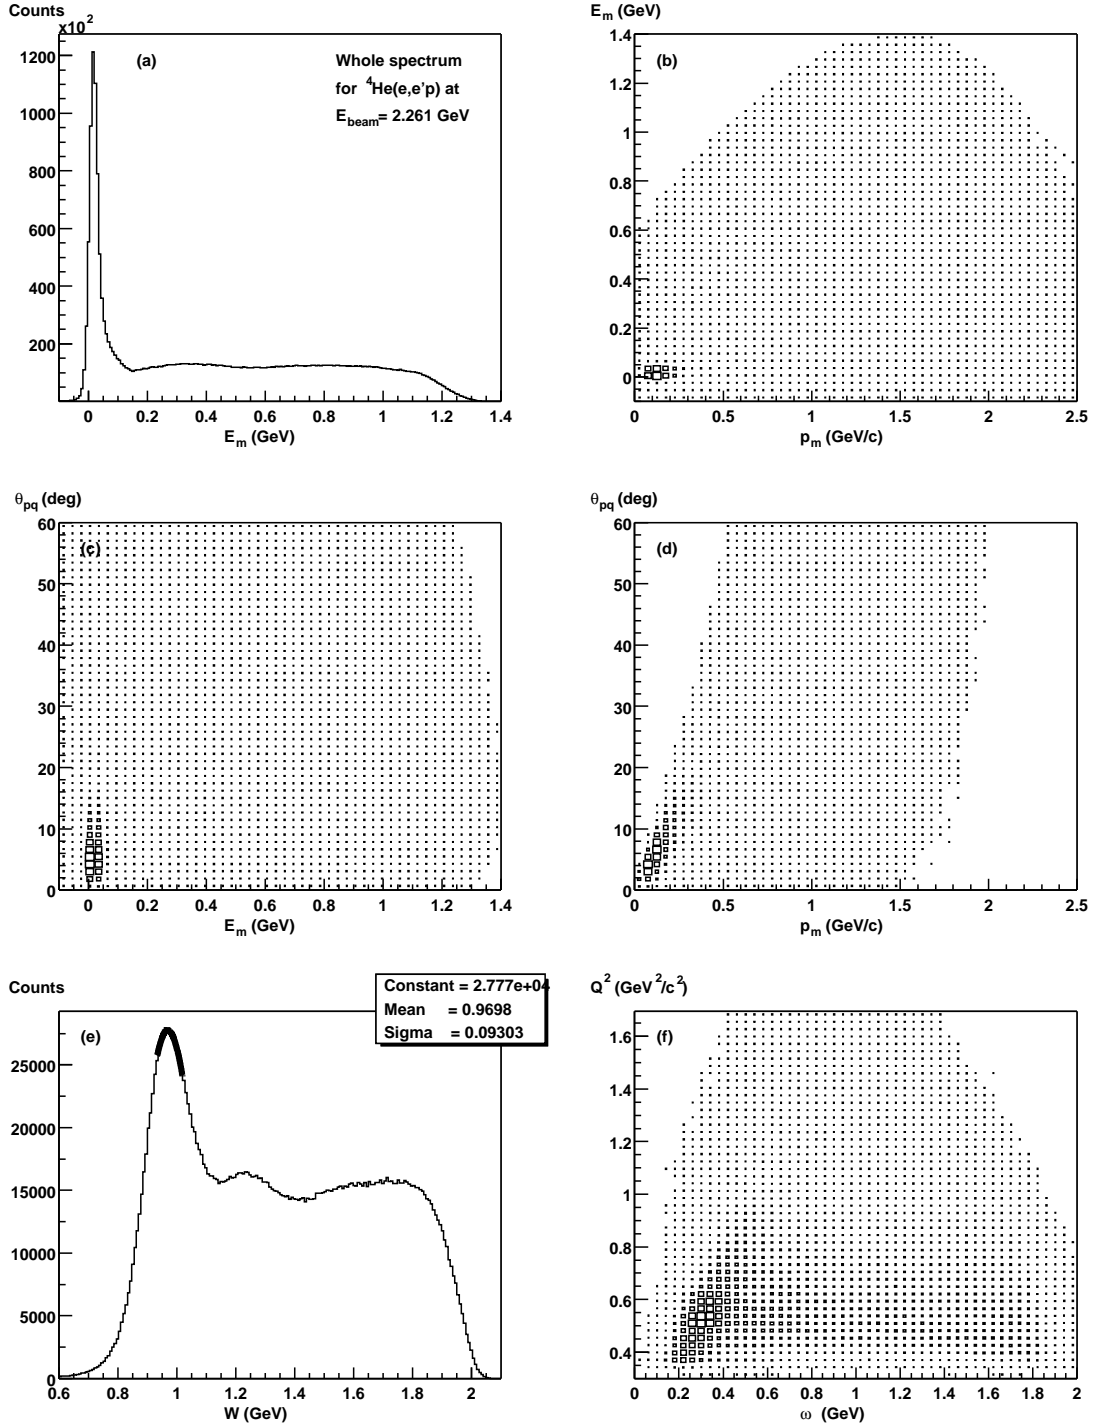 Counts
x10^2
1200
1000
800
600
400
200
0 0.2 0.4 0.6 0.8 1 1.2 1.4
E_m (GeV)
(a)
Whole spectrum
for ^4He(e,e'p) at
E_beam= 2.261 GeV
E_m (GeV)
1.4
1.2
1
0.8
0.6
0.4
0.2
0
0 0.5 1 1.5 2 2.5
p_m (GeV/c)
(b)
θ_pq (deg)
60
50
40
30
20
10
0
0 0.2 0.4 0.6 0.8 1 1.2 1.4
E_m (GeV)
(c)
θ_pq (deg)
60
50
40
30
20
10
0
0 0.5 1 1.5 2 2.5
p_m (GeV/c)
(d)
Counts
25000
20000
15000
10000
5000
0
0.6 0.8 1 1.2 1.4 1.6 1.8 2
W (GeV)
(e)
Constant = 2.777e+04
Mean = 0.9698
Sigma = 0.09303
Q^2 (GeV^2/c^2)
1.6
1.4
1.2
1
0.8
0.6
0.4
0 0.2 0.4 0.6 0.8 1 1.2 1.4 1.6 1.8 2
ω (GeV)
(f)